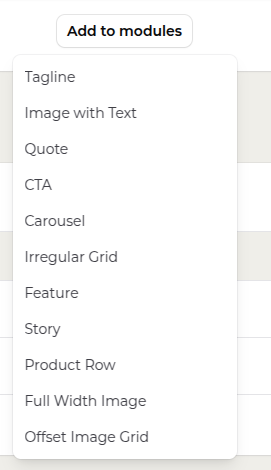 Add to modules
Tagline
Image with Text
Quote
CTA
Carousel
Irregular Grid
Feature
Story
Product Row
Full Width Image
Offset Image Grid